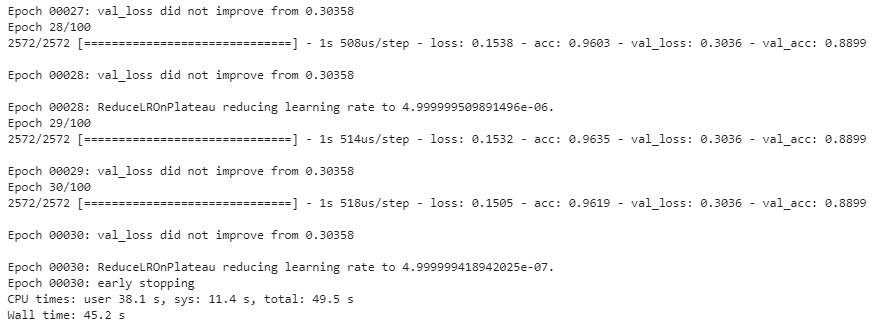 Epoch 00027: val_loss did not improve from 0.30358
Epoch 28/100
2572/2572 [==============================] - 1s 508us/step - loss: 0.1538 - acc: 0.9603 - val_loss: 0.3036 - val_acc: 0.8899
Epoch 00028: val_loss did not improve from 0.30358
Epoch 00028: ReduceLROnPlateau reducing learning rate to 4.999999509891496e-06.
Epoch 29/100
2572/2572 [==============================] - 1s 514us/step - loss: 0.1532 - acc: 0.9635 - val_loss: 0.3036 - val_acc: 0.8899
Epoch 00029: val_loss did not improve from 0.30358
Epoch 30/100
2572/2572 [==============================] - 1s 518us/step - loss: 0.1505 - acc: 0.9619 - val_loss: 0.3036 - val_acc: 0.8899
Epoch 00030: val_loss did not improve from 0.30358
Epoch 00030: ReduceLROnPlateau reducing learning rate to 4.999999418942025e-07.
Epoch 00030: early stopping
CPU times: user 38.1 s, sys: 11.4 s, total: 49.5 s
Wall time: 45.2 s